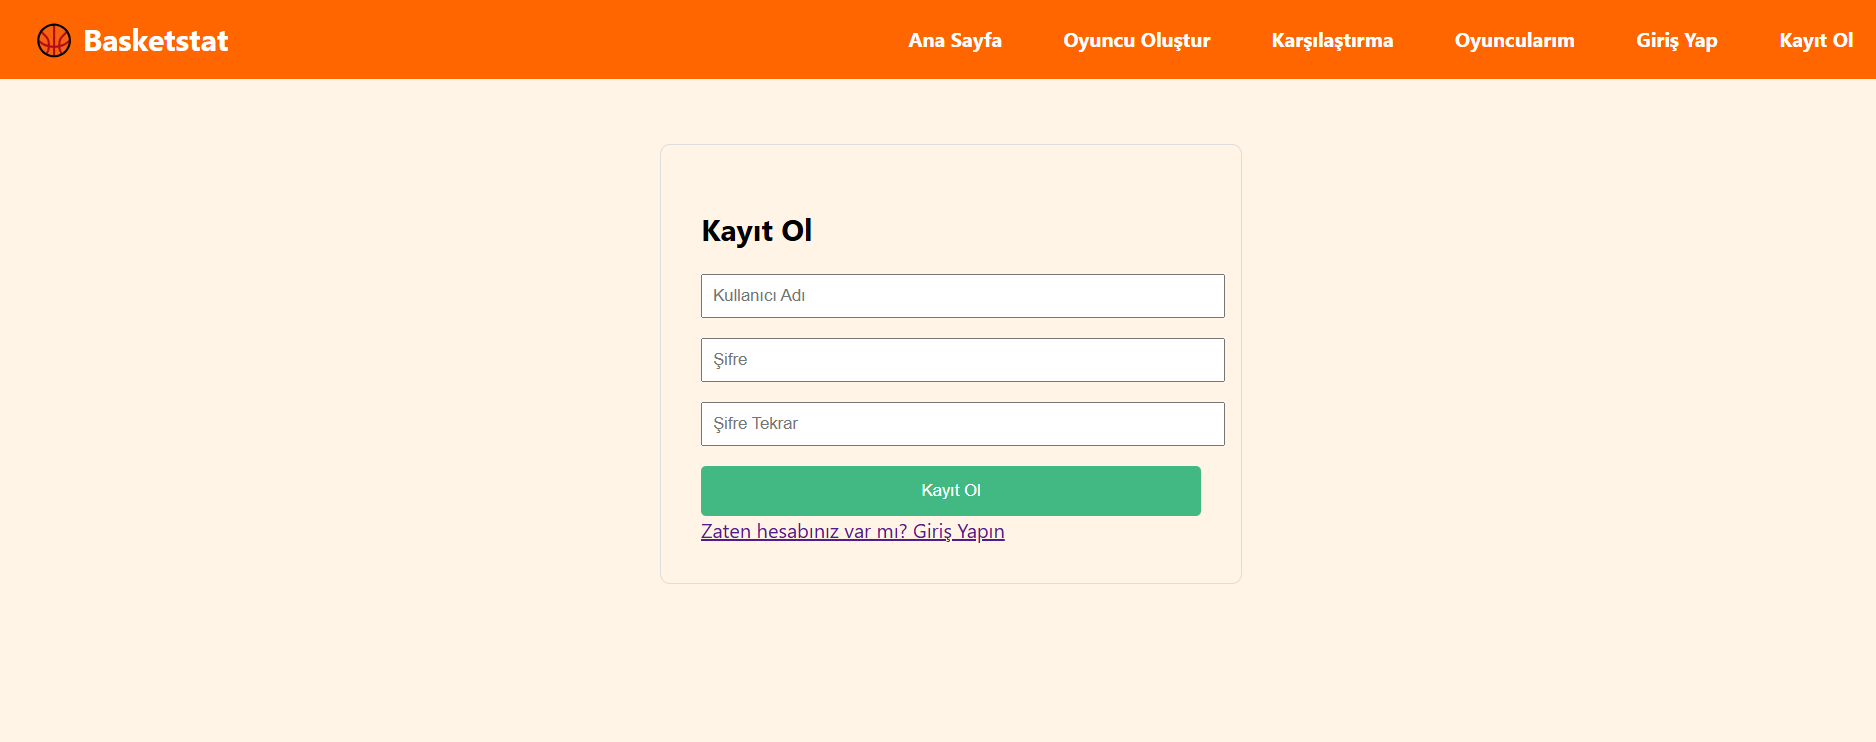 Basketstat
Ana Sayfa
Oyuncu Oluştur
Karşılaştırma
Oyuncularım
Giriş Yap
Kayıt Ol
Kayıt Ol
Kullanıcı Adı
Şifre
Şifre Tekrar
Kayıt Ol
Zaten hesabınız var mı? Giriş Yapın